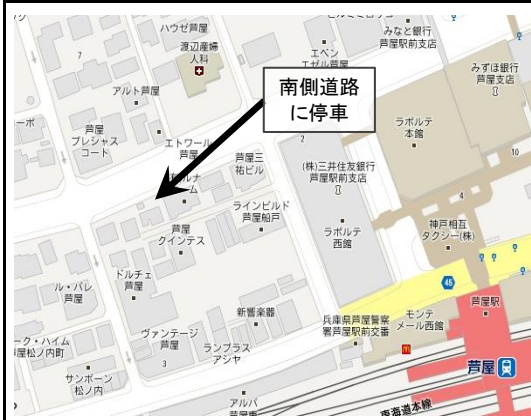 ハウゼ芦屋
渡辺産婦
人科
7
エペン
エゼル芦屋
みなと銀行
芦屋駅前支店
みずほ銀行
芦屋支店
南側道路
に停車
アルト芦屋
芦屋
プレシャス
コート
エトワール
芦屋
2
ラポルテ
本館
4
10
芦屋三
祐ビル
(株)三井住友銀行
芦屋駅前支店
ラインビルド
芦屋船戸
芦屋
クインテス
ラポルテ
西館
神戸相互
タクシー(株)
ドルチェ
芦屋
ル・パレ
芦屋
45
芦屋駅
新響楽器
兵庫県芦屋警察
署芦屋駅前交番
モンテ
メール西館
ヴァンテージ
芦屋
ランプラス
アシヤ
3
サンボーン
松ノ内
芦屋
東海道本線
アルパ